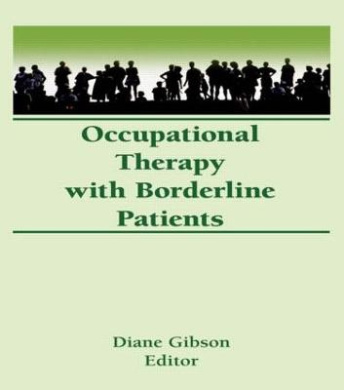 Occupational
Therapy
with Borderline
Patients
Diane Gibson
Editor